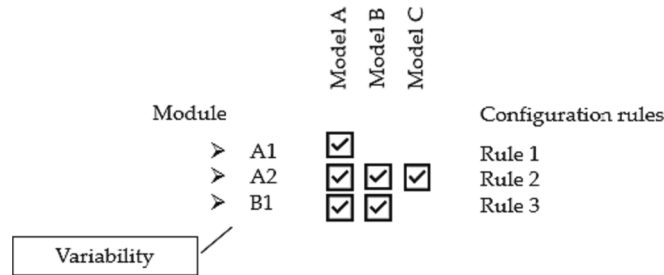 Model A
Model B
Model C
Module
Configuration rules
A1
Rule 1
A2
Rule 2
B1
Rule 3
Variability